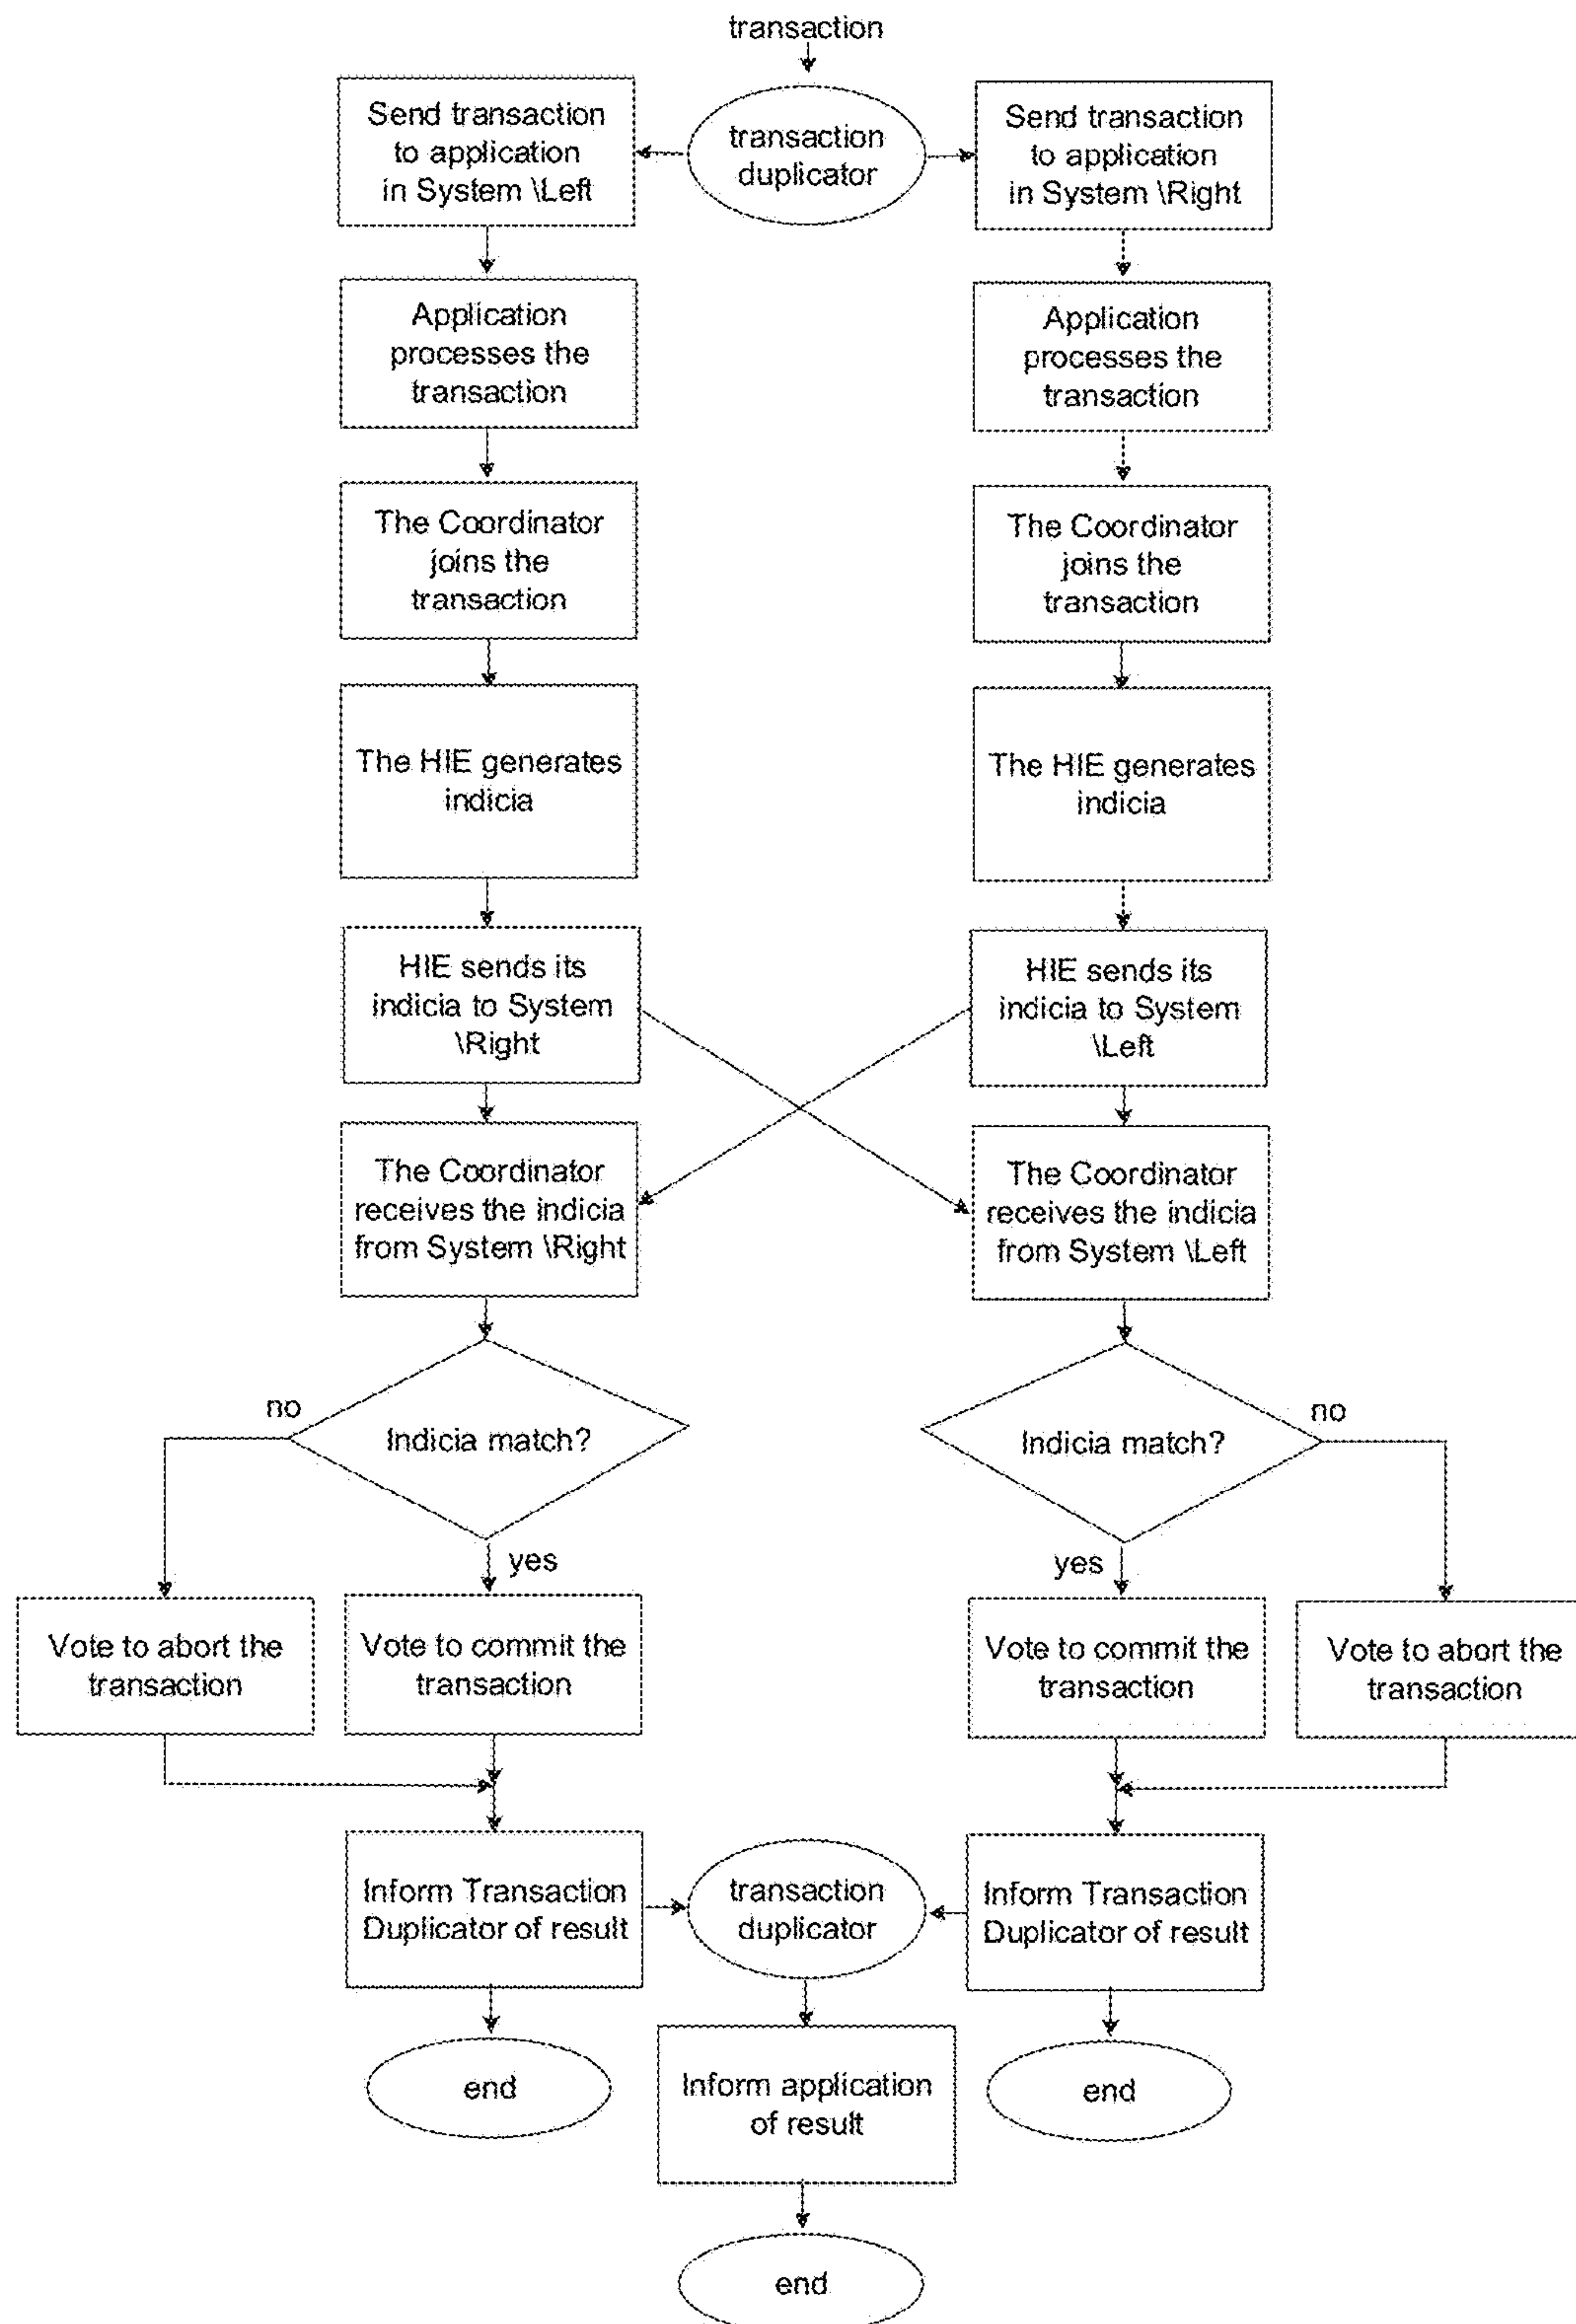 transaction
Send transaction
to application
in System \Left
transaction
duplicator
Send transaction
to application
in System \Right
Application
processes the
transaction
Application
processes the
transaction
The Coordinator
joins the
transaction
The Coordinator
joins the
transaction
The HIE generates
indicia
The HIE generates
indicia
HIE sends its
indicia to System
\Right
HIE sends its
indicia to System
\Left
The Coordinator
receives the indicia
from System \Right
The Coordinator
receives the indicia
from System \Left
no
Indicia match?
yes
Indicia match?
no
yes
Vote to abort the
transaction
Vote to commit the
transaction
Vote to commit the
transaction
Vote to abort the
transaction
Inform Transaction
Duplicator of result
transaction
duplicator
Inform Transaction
Duplicator of result
end
Inform application
of result
end
end